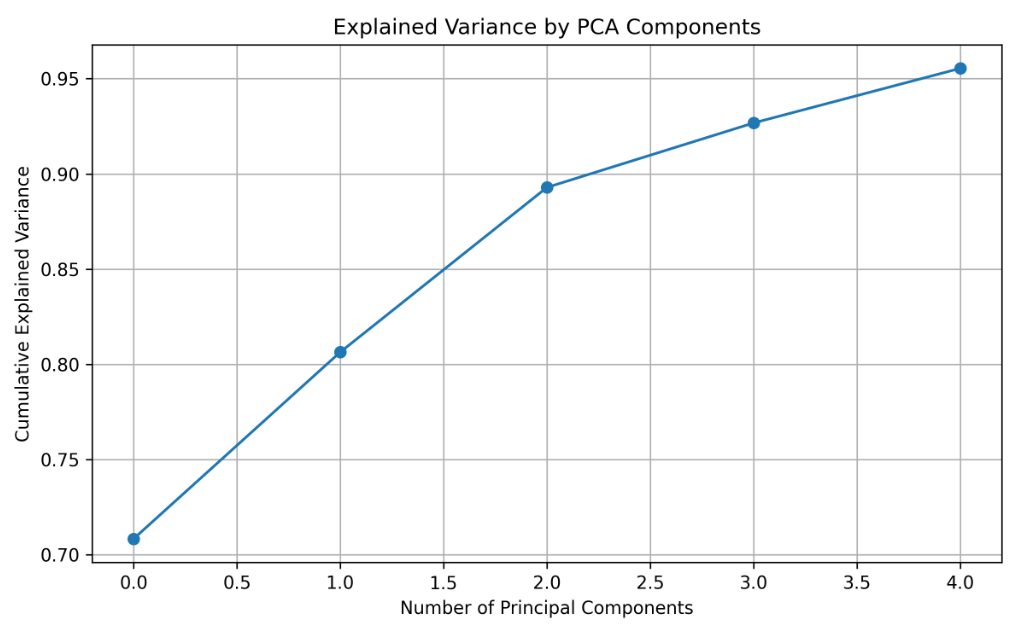 Explained Variance by PCA Components
Cumulative Explained Variance
0.95
0.90
0.85
0.80
0.75
0.70
0.0 0.5 1.0 1.5 2.0 2.5 3.0 3.5 4.0
Number of Principal Components